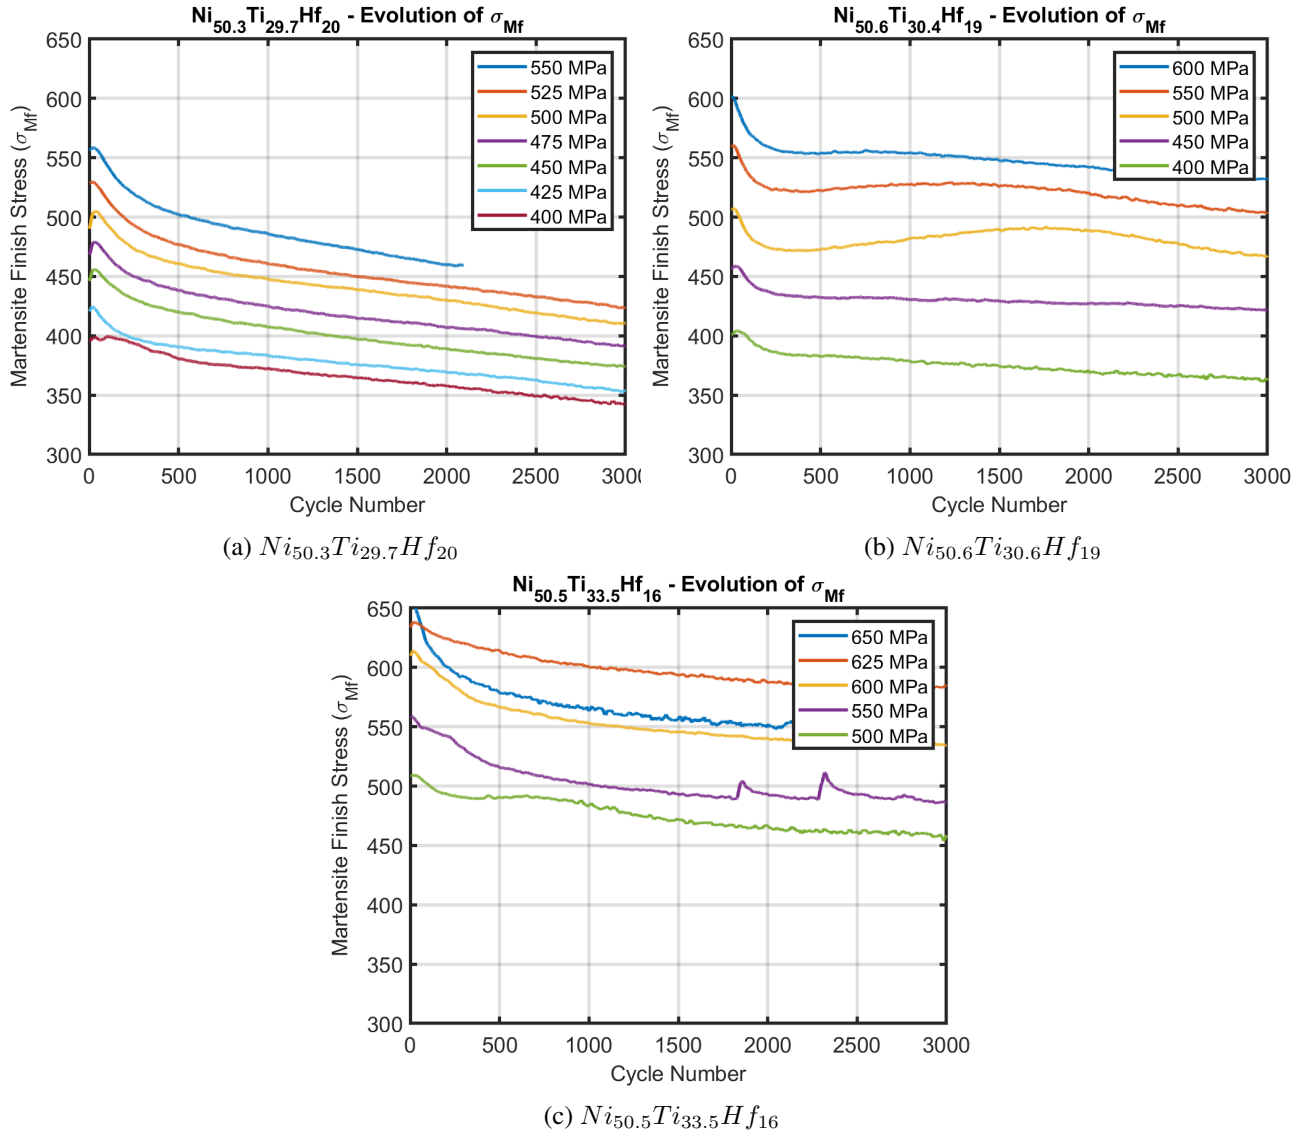 Ni50.3Ti29.7Hf20 - Evolution of σMf
650
600
550
500
450
400
350
300
Martensite Finish Stress (σMf)
550 MPa
525 MPa
500 MPa
475 MPa
450 MPa
425 MPa
400 MPa
0 500 1000 1500 2000 2500 3000
Cycle Number
(a) Ni50.3Ti29.7Hf20
Ni50.6Ti30.4Hf19 - Evolution of σMf
650
600
550
500
450
400
350
300
Martensite Finish Stress (σMf)
600 MPa
550 MPa
500 MPa
450 MPa
400 MPa
0 500 1000 1500 2000 2500 3000
Cycle Number
(b) Ni50.6Ti30.6Hf19
Ni50.5Ti33.5Hf16 - Evolution of σMf
650
600
550
500
450
400
350
300
Martensite Finish Stress (σMf)
650 MPa
625 MPa
600 MPa
550 MPa
500 MPa
0 500 1000 1500 2000 2500 3000
Cycle Number
(c) Ni50.5Ti33.5Hf16